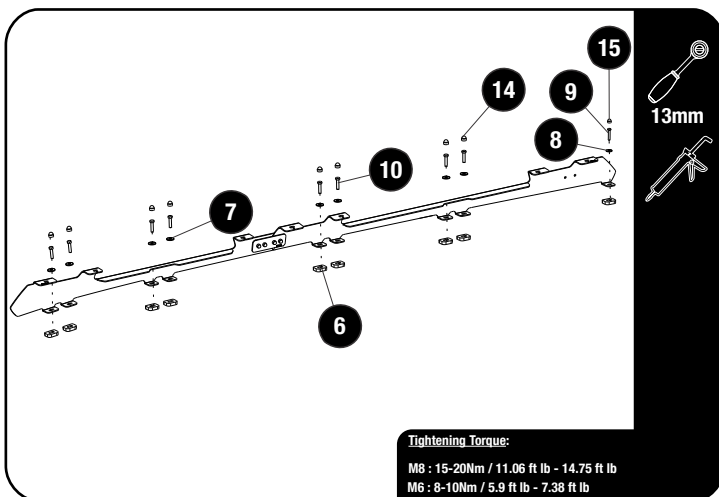 15
14
9
13mm
8
10
7
6
Tightening Torque:
M8 : 15-20Nm / 11.06 ft lb - 14.75 ft lb
M6 : 8-10Nm / 5.9 ft lb - 7.38 ft lb